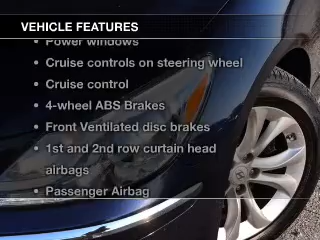 VEHICLE FEATURES
• Power windows
• Cruise controls on steering wheel
• Cruise control
• 4-wheel ABS Brakes
• Front Ventilated disc brakes
• 1st and 2nd row curtain head
airbags
• Passenger Airbag